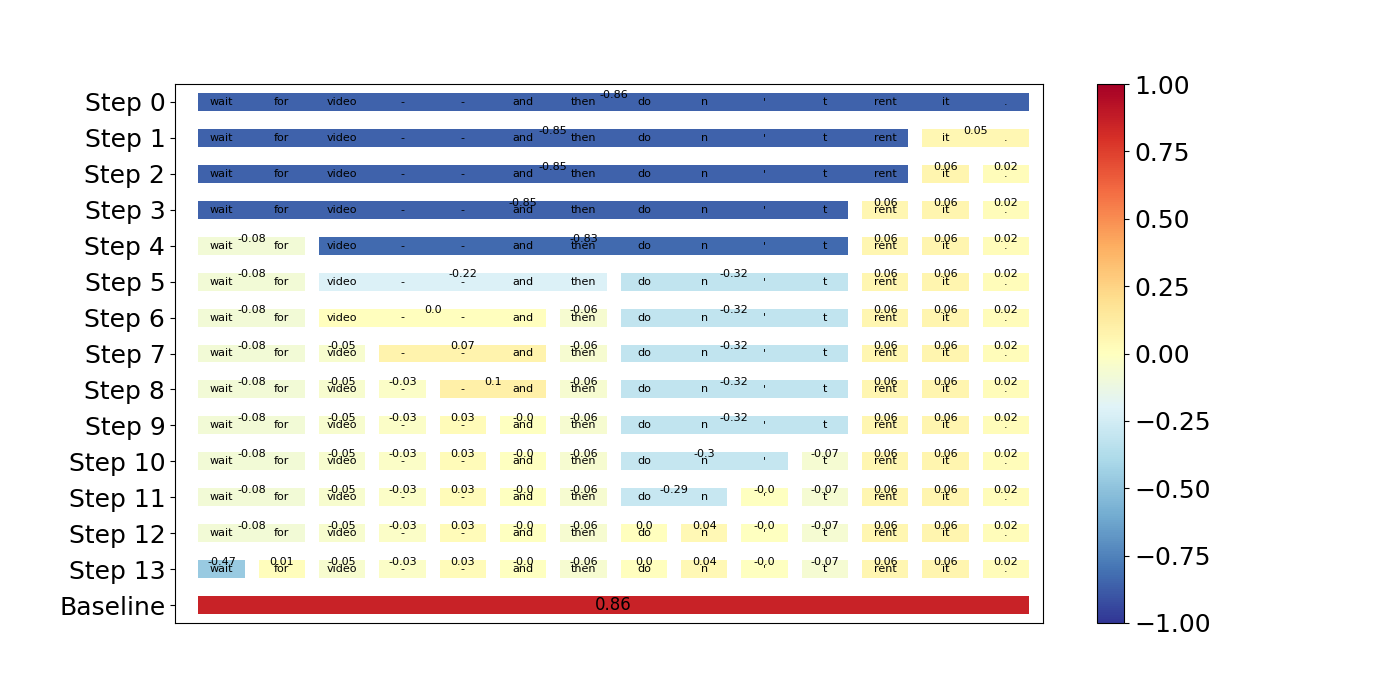 -0.86
Step 0 wait for video - - and then do n ' t rent it .
-0.85 0.05
Step 1 wait for video - - and then do n ' t rent it .
-0.85 0.06 0.02
Step 2 wait for video - - and then do n ' t rent it .
-0.85 0.06 0.06 0.02
Step 3 wait for video - - and then do n ' t rent it .
-0.08 -0.83 0.06 0.06 0.02
Step 4 wait for video - - and then do n ' t rent it .
-0.08 -0.22 -0.32 0.06 0.06 0.02
Step 5 wait for video - - and then do n ' t rent it .
-0.08 0.0 -0.06 -0.32 0.06 0.06 0.02
Step 6 wait for video - - and then do n ' t rent it .
-0.08 -0.05 0.07 -0.06 -0.32 0.06 0.06 0.02
Step 7 wait for video - - and then do n ' t rent it .
-0.08 -0.05 -0.03 0.1 -0.06 -0.32 0.06 0.06 0.02
Step 8 wait for video - - and then do n ' t rent it .
-0.08 -0.05 -0.03 0.03 -0.0 -0.06 -0.32 0.06 0.06 0.02
Step 9 wait for video - - and then do n ' t rent it .
-0.08 -0.05 -0.03 0.03 -0.0 -0.06 -0.3 -0.07 0.06 0.06 0.02
Step 10 wait for video - - and then do n ' t rent it .
-0.08 -0.05 -0.03 0.03 -0.0 -0.06 -0.29 -0.0 -0.07 0.06 0.06 0.02
Step 11 wait for video - - and then do n ' t rent it .
-0.08 -0.05 -0.03 0.03 -0.0 -0.06 0.0 0.04 -0.0 -0.07 0.06 0.06 0.02
Step 12 wait for video - - and then do n ' t rent it .
-0.47 0.01 -0.05 -0.03 0.03 -0.0 -0.06 0.0 0.04 -0.0 -0.07 0.06 0.06 0.02
Step 13 wait for video - - and then do n ' t rent it .
Baseline 0.86
1.00
0.75
0.50
0.25
0.00
−0.25
−0.50
−0.75
−1.00